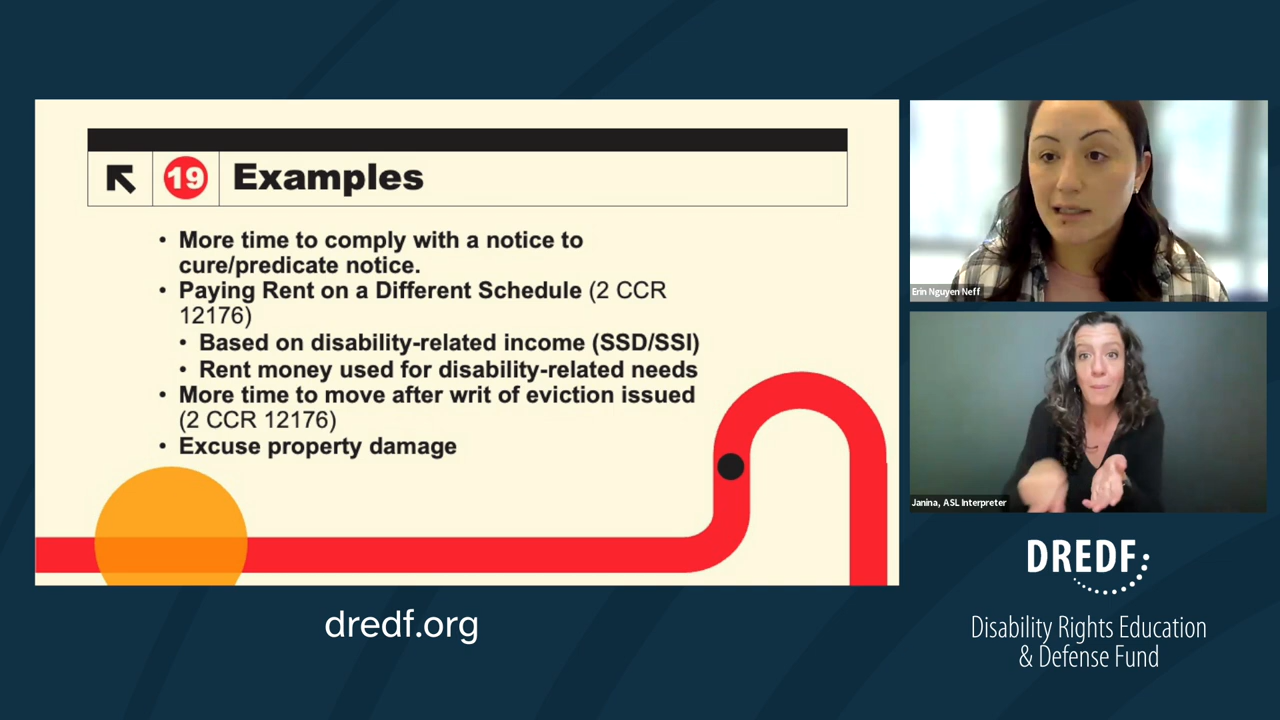 19 Examples
• More time to comply with a notice to
cure/predicate notice.
• Paying Rent on a Different Schedule (2 CCR
12176)
• Based on disability-related income (SSD/SSI)
• Rent money used for disability-related needs
• More time to move after writ of eviction issued
(2 CCR 12176)
• Excuse property damage
Erin Nguyen Neff
Janina, ASL Interpreter
dredf.org
DREDF
Disability Rights Education
& Defense Fund